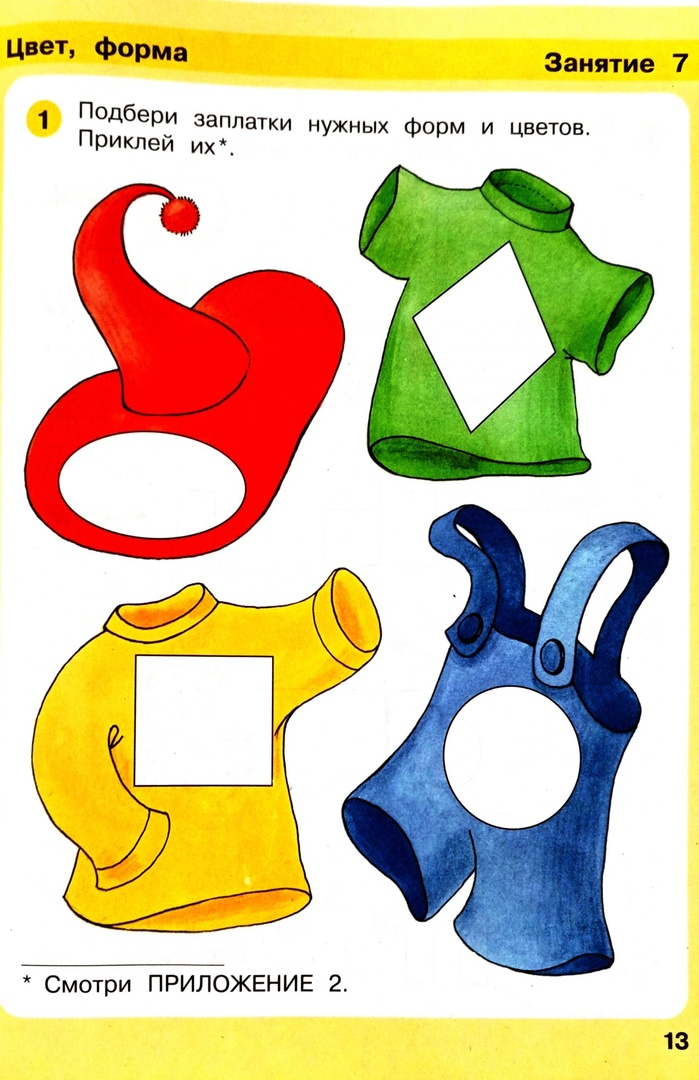 Цвет, форма
Занятие 7
1 Подбери заплатки нужных форм и цветов.
Приклей их*.
* Смотри ПРИЛОЖЕНИЕ 2.
13